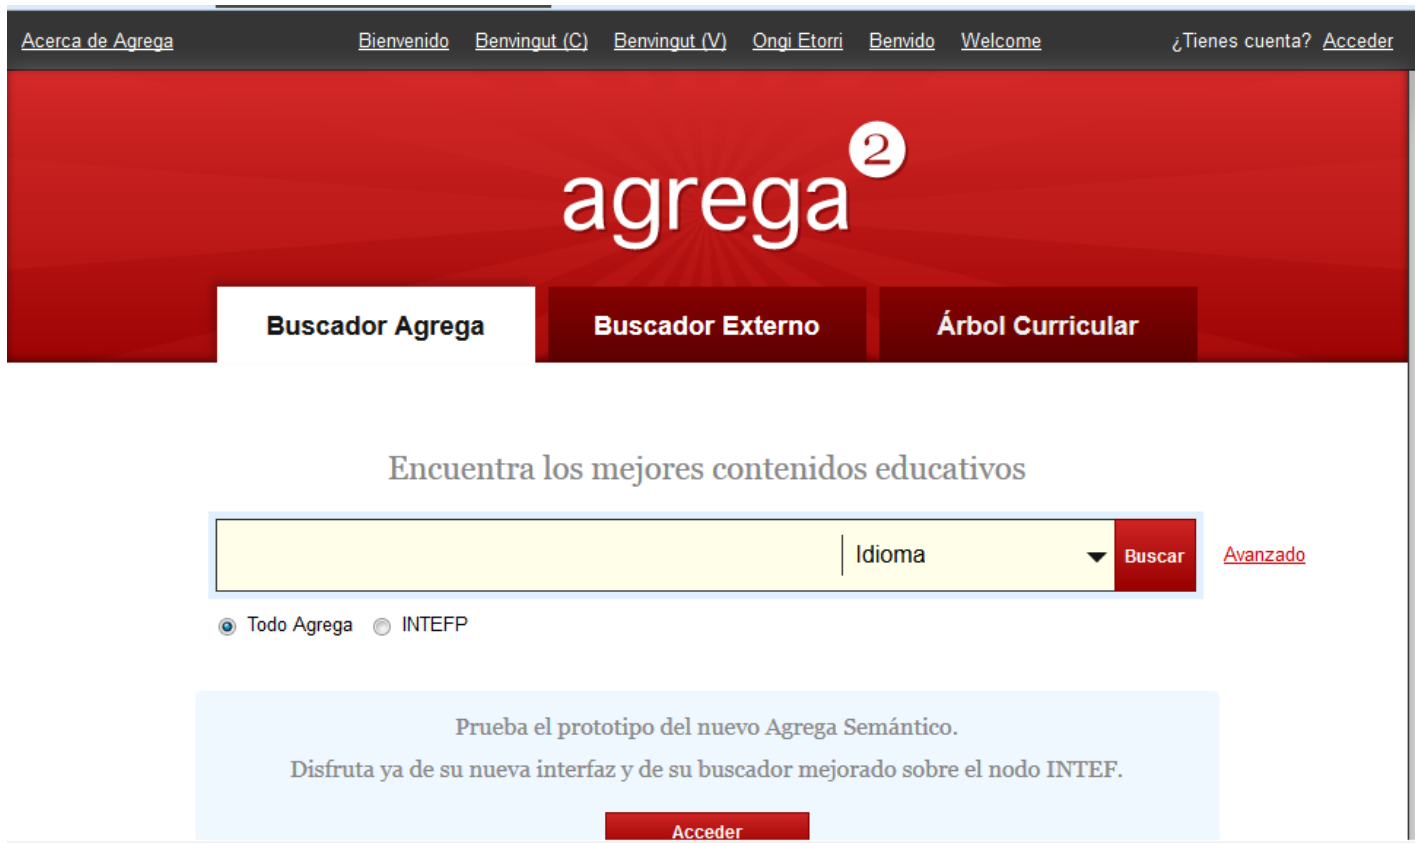 Acerca de Agrega Bienvenido Benvingut (C) Benvingut (V) Ongi Etorri Benvido Welcome ¿Tienes cuenta? Acceder
agrega 2
Buscador Agrega Buscador Externo Árbol Curricular
Encuentra los mejores contenidos educativos
Idioma Buscar Avanzado
Todo Agrega INTEFP
Prueba el prototipo del nuevo Agrega Semántico.
Disfruta ya de su nueva interfaz y de su buscador mejorado sobre el nodo INTEF.
Acceder